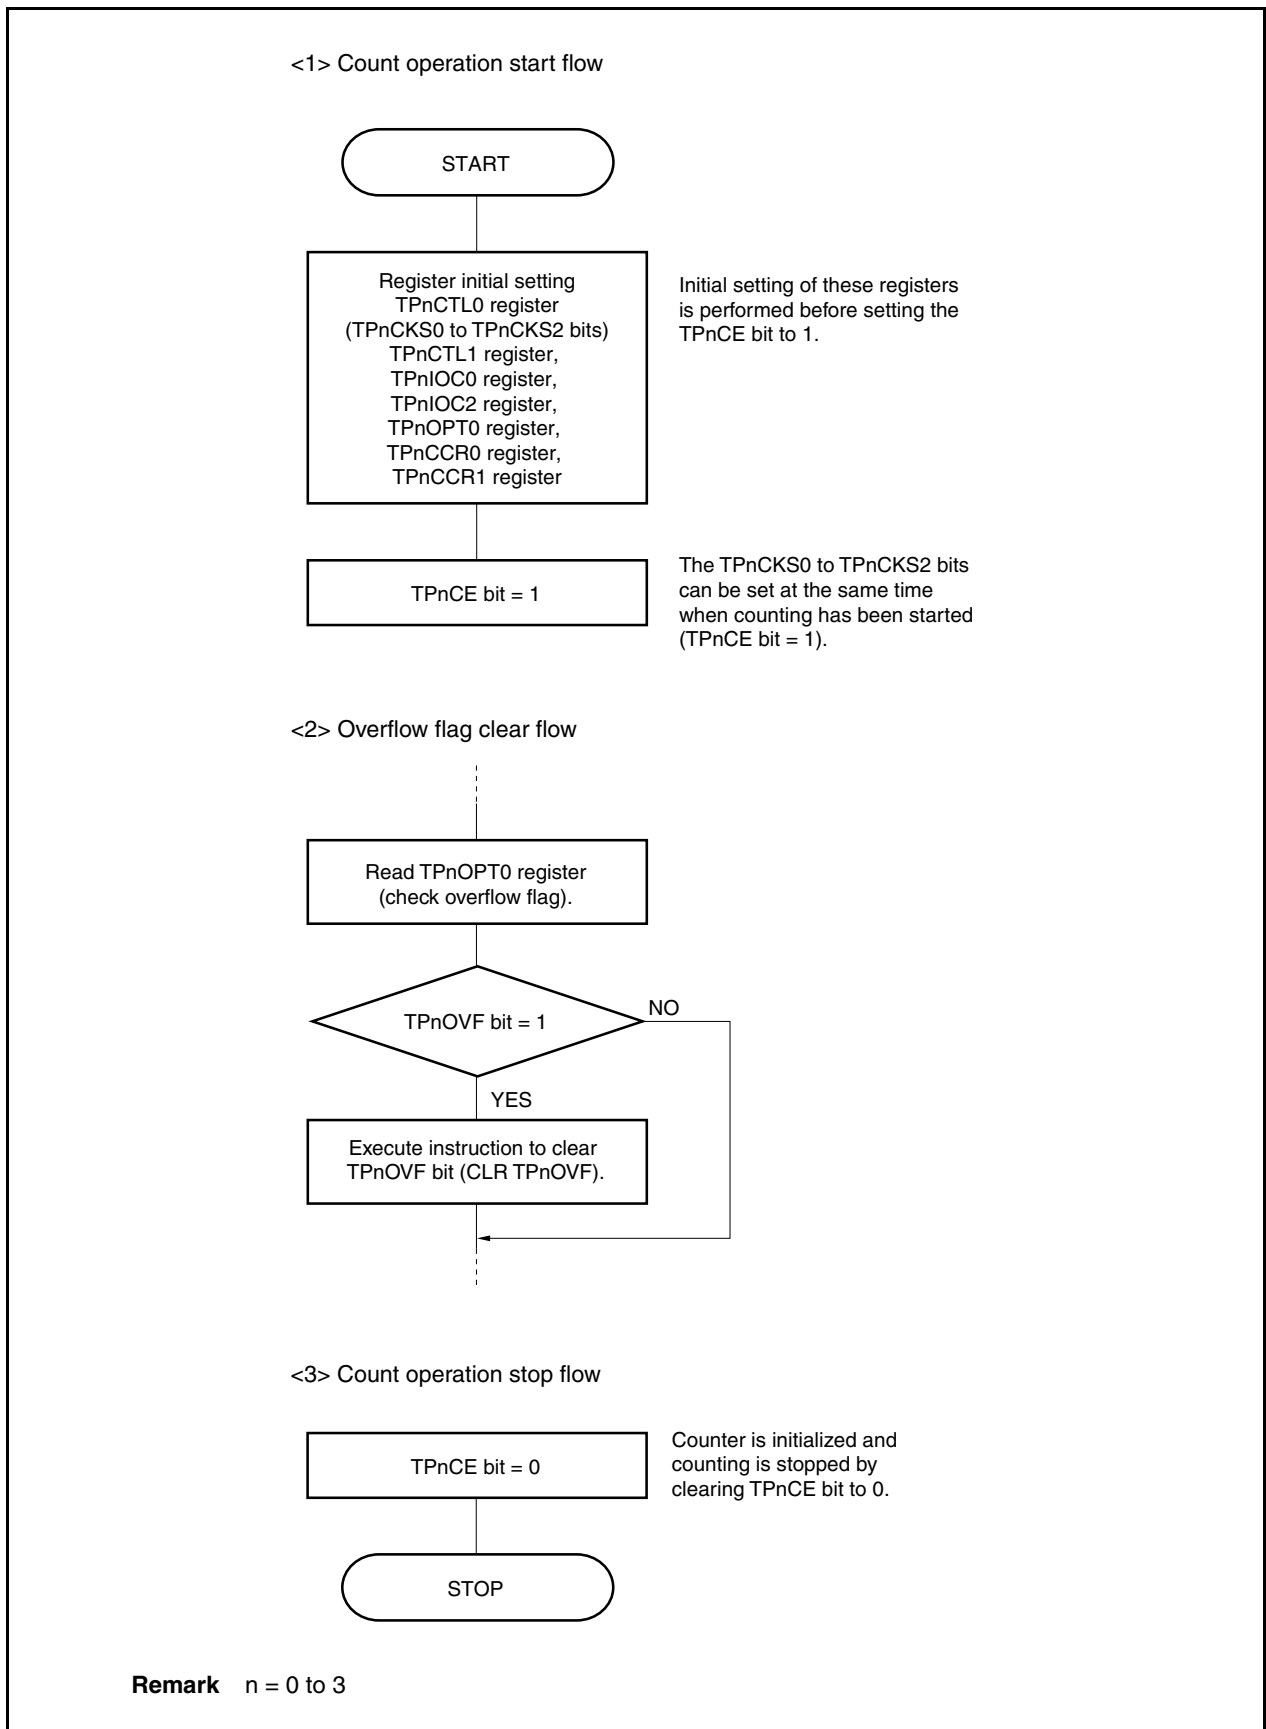 <1> Count operation start flow
START
Register initial setting
TPnCTL0 register
(TPnCKS0 to TPnCKS2 bits)
TPnCTL1 register,
TPnIOC0 register,
TPnIOC2 register,
TPnOPT0 register,
TPnCCR0 register,
TPnCCR1 register
Initial setting of these registers
is performed before setting the
TPnCE bit to 1.
TPnCE bit = 1
The TPnCKS0 to TPnCKS2 bits
can be set at the same time
when counting has been started
(TPnCE bit = 1).
<2> Overflow flag clear flow
Read TPnOPT0 register
(check overflow flag).
TPnOVF bit = 1
NO
YES
Execute instruction to clear
TPnOVF bit (CLR TPnOVF).
<3> Count operation stop flow
TPnCE bit = 0
Counter is initialized and
counting is stopped by
clearing TPnCE bit to 0.
STOP
Remark n = 0 to 3